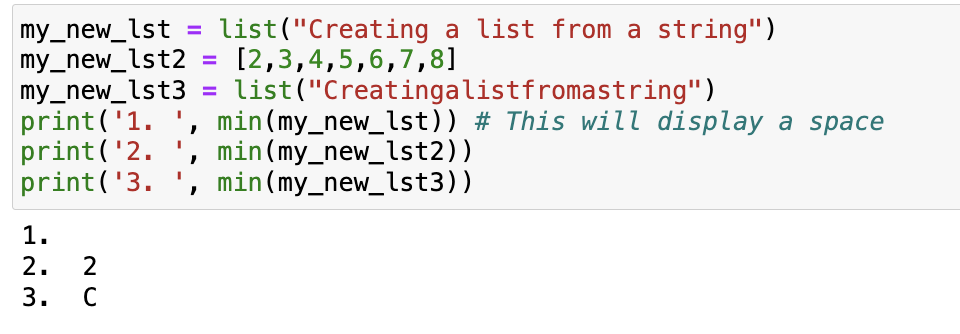 my_new_lst = list("Creating a list from a string")
my_new_lst2 = [2,3,4,5,6,7,8]
my_new_lst3 = list("Creatingalistfromastring")
print('1. ', min(my_new_lst)) # This will display a space
print('2. ', min(my_new_lst2))
print('3. ', min(my_new_lst3))
1.
2.  2
3.  C